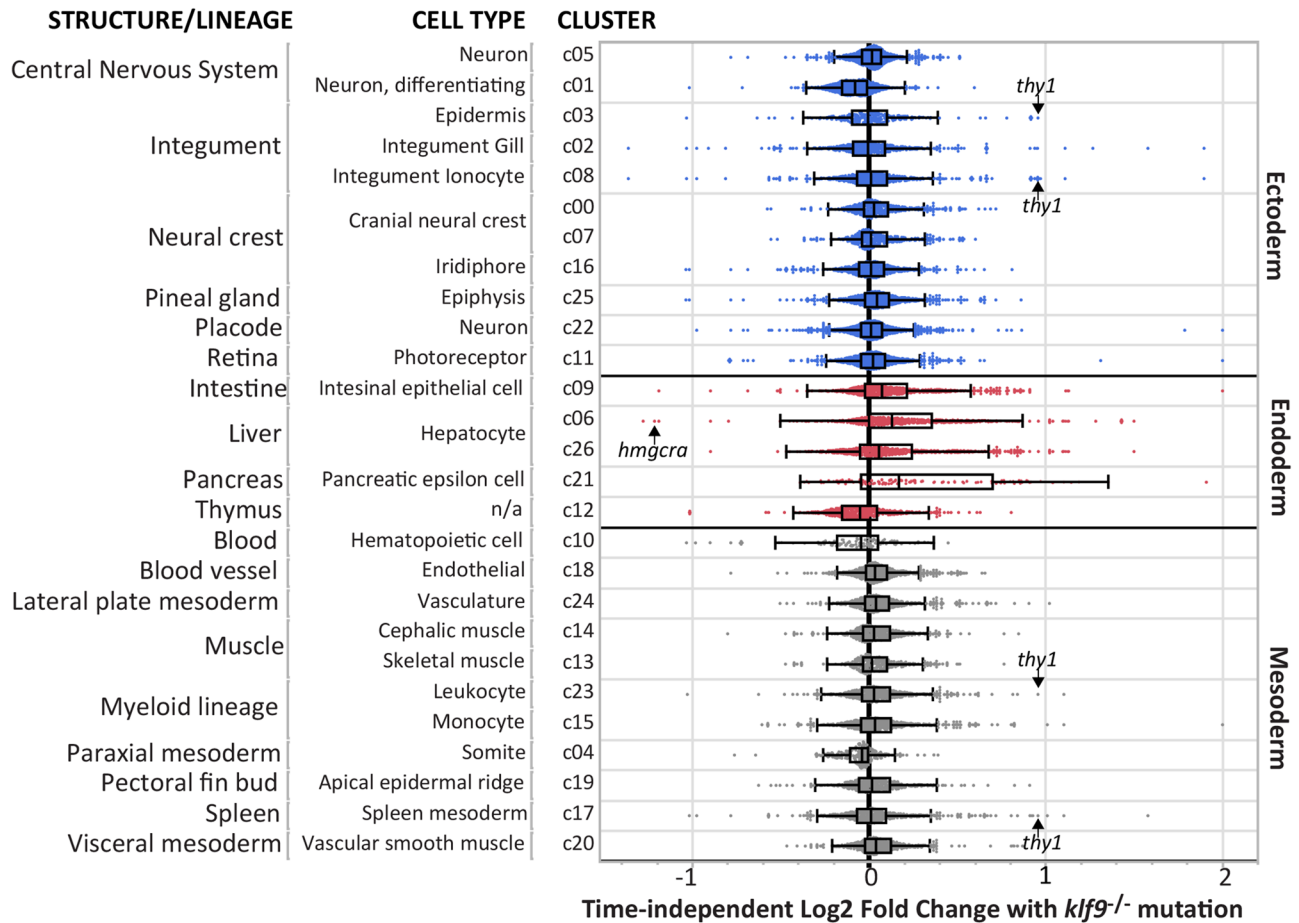 STRUCTURE/LINEAGE CELL TYPE CLUSTER
Central Nervous System Neuron c05
Neuron, differentiating c01
thy1
Integument Epidermis c03
Integument Gill c02
Integument Ionocyte c08
thy1
Neural crest Cranial neural crest c00
c07
Iridiphore c16
Pineal gland Epiphysis c25
Placode Neuron c22
Retina Photoreceptor c11
Ectoderm
Intestine Intesinal epithelial cell c09
Liver Hepatocyte c06
hmgcra
c26
Pancreas Pancreatic epsilon cell c21
Thymus n/a c12
Endoderm
Blood Hematopoietic cell c10
Blood vessel Endothelial c18
Lateral plate mesoderm Vasculature c24
Muscle Cephalic muscle c14
Skeletal muscle c13
thy1
Myeloid lineage Leukocyte c23
Monocyte c15
Paraxial mesoderm Somite c04
Pectoral fin bud Apical epidermal ridge c19
Spleen Spleen mesoderm c17
thy1
Visceral mesoderm Vascular smooth muscle c20
Mesoderm
-1 0 1 2
Time-independent Log2 Fold Change with klf9-/- mutation